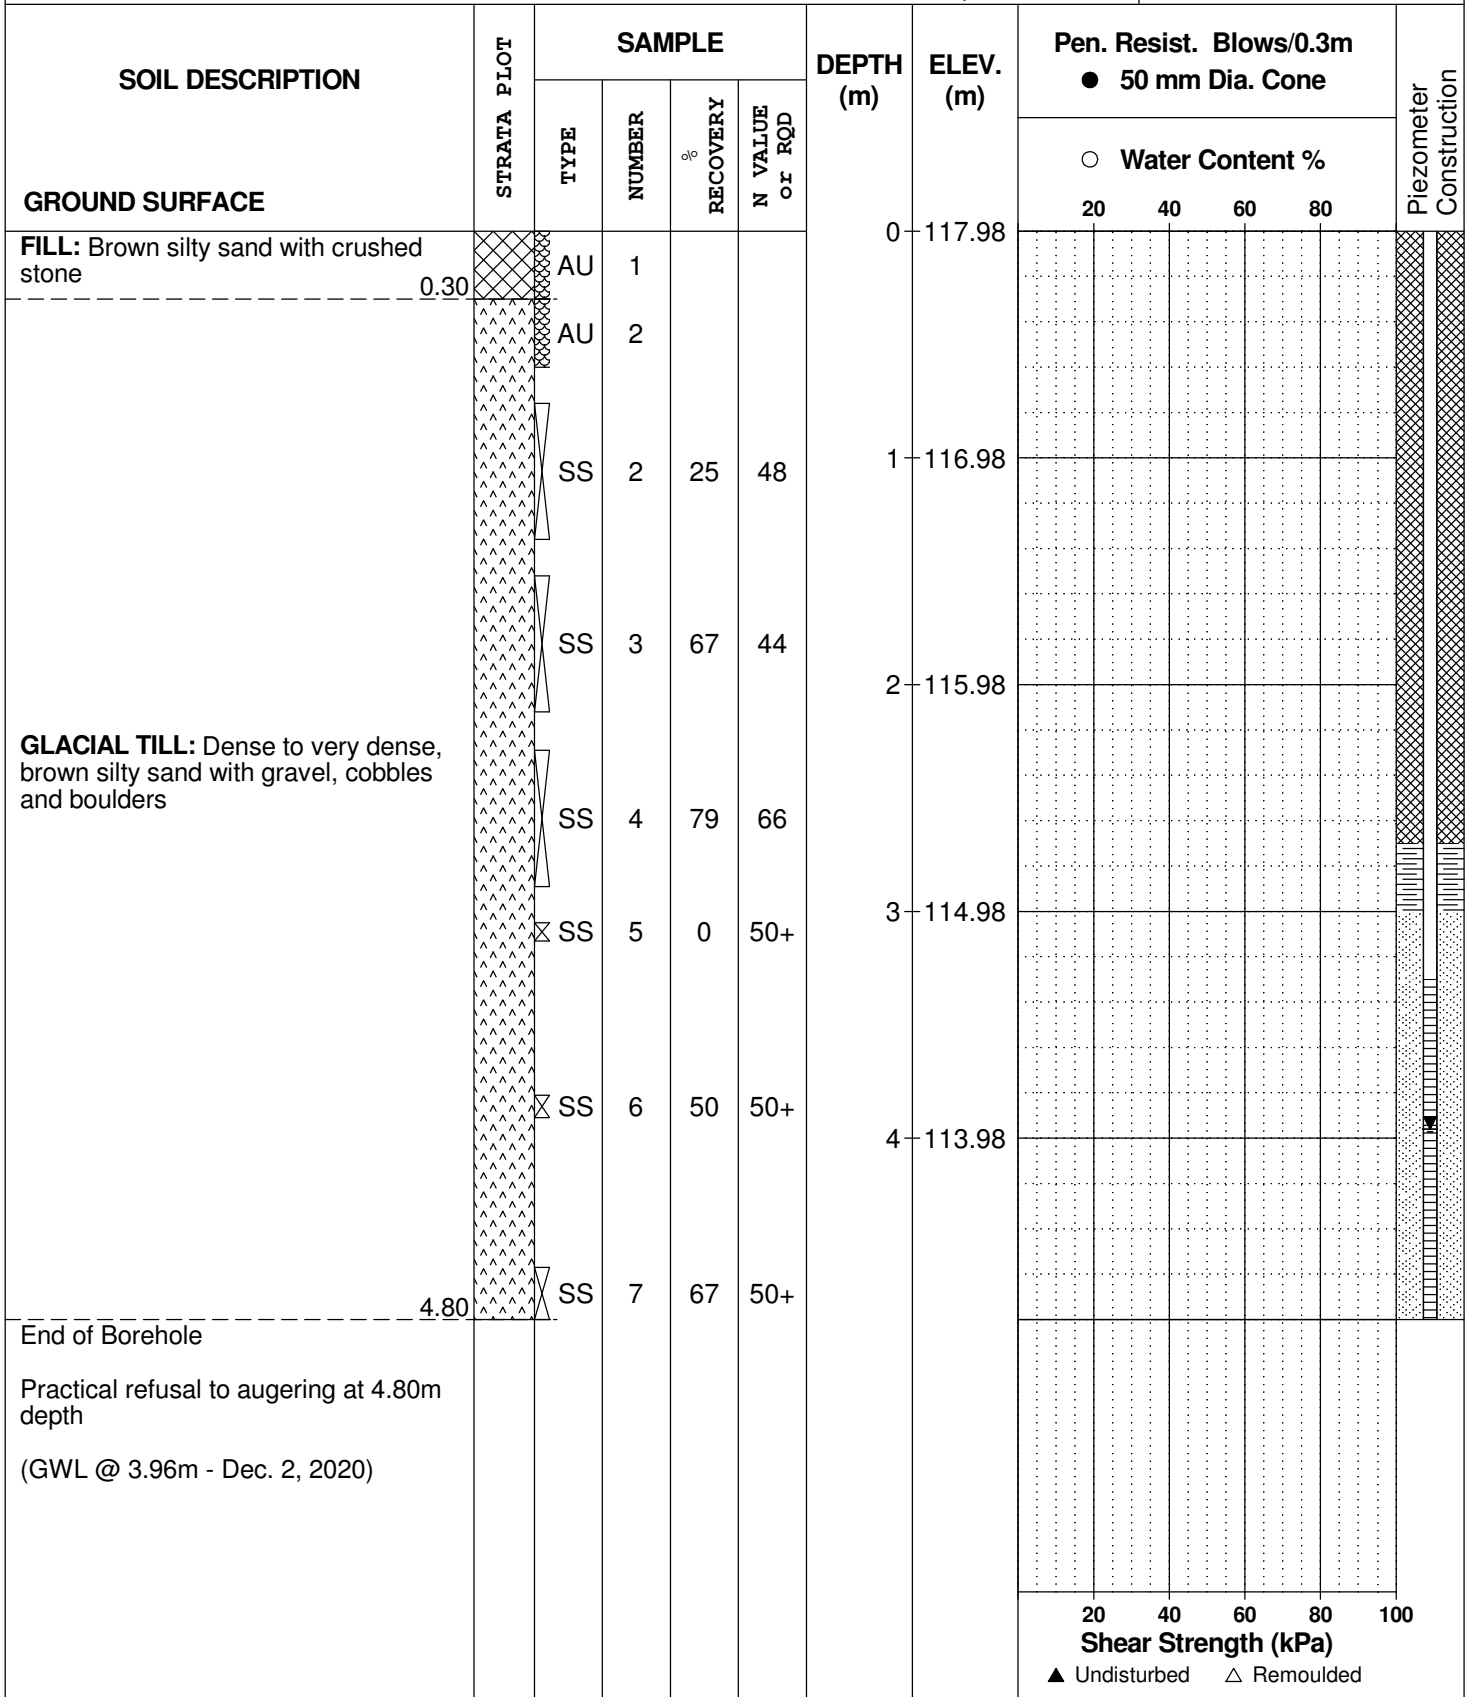 SOIL DESCRIPTION
GROUND SURFACE
STRATA PLOT
SAMPLE
TYPE
NUMBER
% RECOVERY
N VALUE or RQD
DEPTH (m)
ELEV. (m)
Pen. Resist. Blows/0.3m
● 50 mm Dia. Cone
○ Water Content %
20 40 60 80
Piezometer Construction
0 117.98
FILL: Brown silty sand with crushed
stone
0.30
AU 1
AU 2
SS 2 25 48
1 116.98
SS 3 67 44
2 115.98
GLACIAL TILL: Dense to very dense,
brown silty sand with gravel, cobbles
and boulders
SS 4 79 66
3 114.98
SS 5 0 50+
SS 6 50 50+
4 113.98
SS 7 67 50+
4.80
End of Borehole
Practical refusal to augering at 4.80m
depth
(GWL @ 3.96m - Dec. 2, 2020)
20 40 60 80 100
Shear Strength (kPa)
▲ Undisturbed △ Remoulded